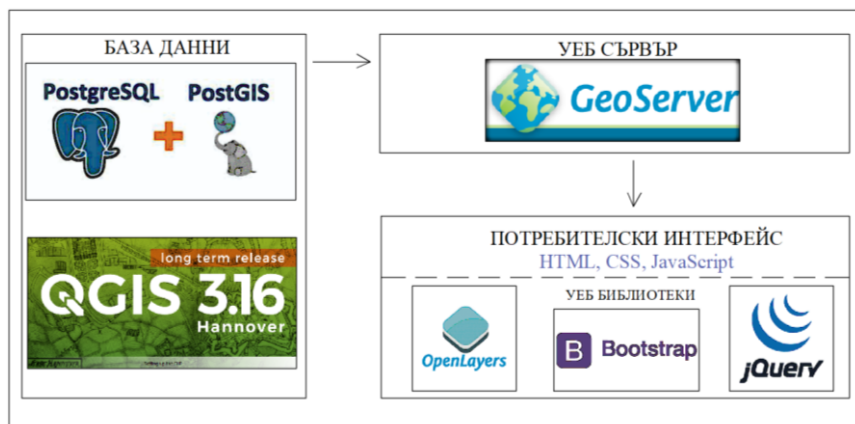 БАЗА ДАННИ
PostgreSQL PostGIS
+
long term release
QGIS 3.16
Hannover
УЕБ СЪРВЪР
GeoServer
ПОТРЕБИТЕЛСКИ ИНТЕРФЕЙС
HTML, CSS, JavaScript
УЕБ БИБЛИОТЕКИ
OpenLayers
B Bootstrap
jQuery